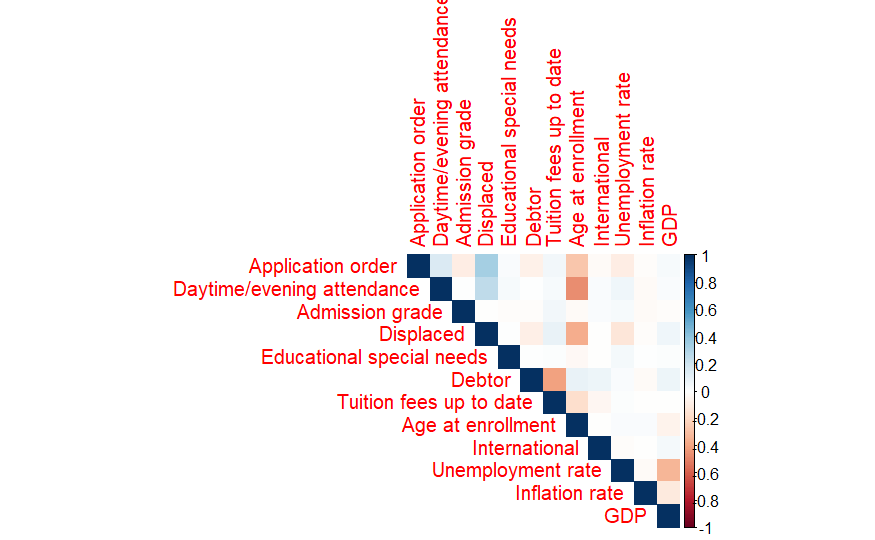 Application order
Daytime/evening attendance
Admission grade
Displaced
Educational special needs
Debtor
Tuition fees up to date
Age at enrollment
International
Unemployment rate
Inflation rate
GDP
Application order
Daytime/evening attendance
Admission grade
Displaced
Educational special needs
Debtor
Tuition fees up to date
Age at enrollment
International
Unemployment rate
Inflation rate
GDP
1
0.8
0.6
0.4
0.2
0
-0.2
-0.4
-0.6
-0.8
-1